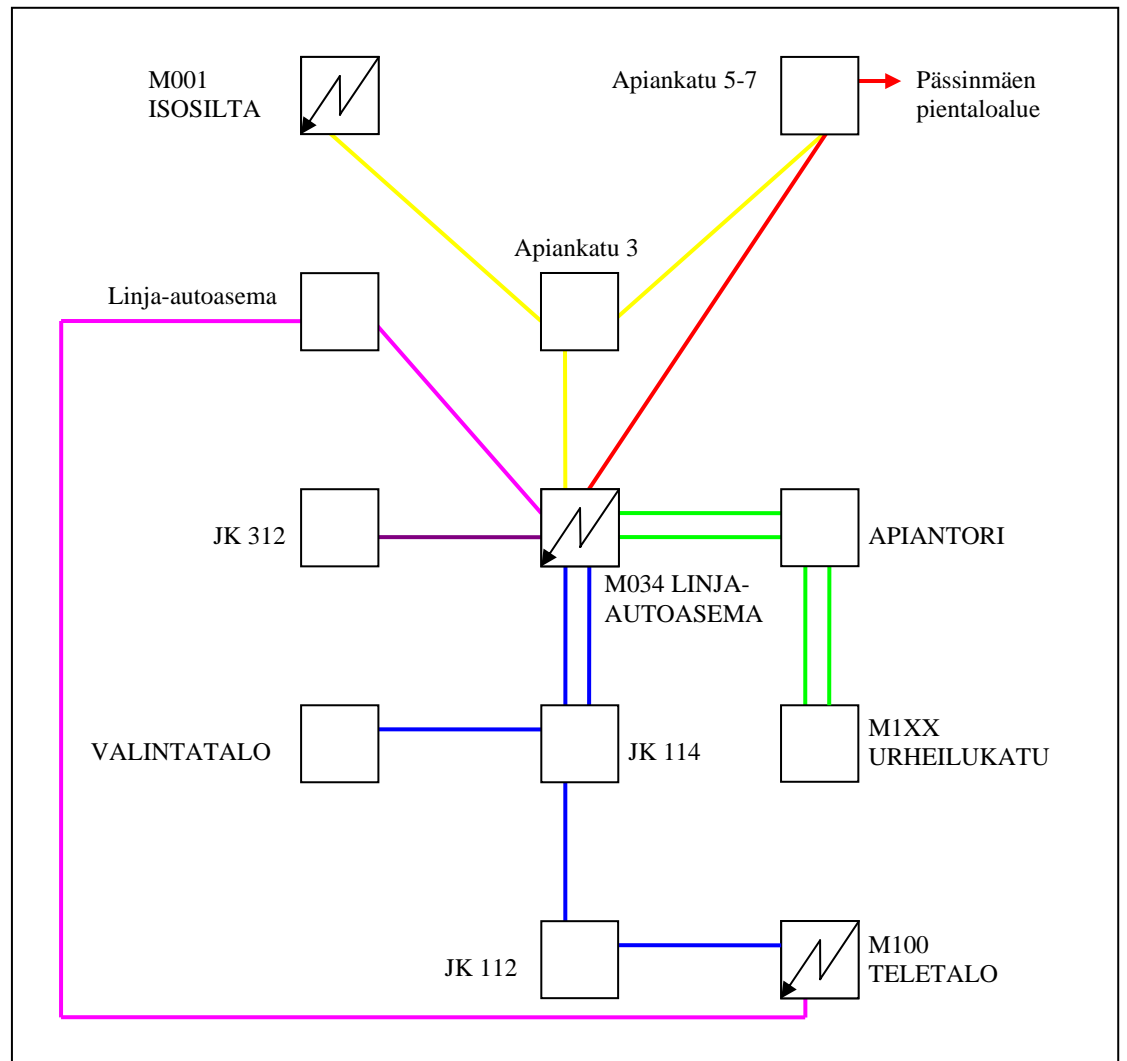 M001
ISOSILTA
Apiankatu 5-7
Pässinmäen
pientaloalue
Apiankatu 3
Linja-autoasema
JK 312
APIANTORI
M034 LINJA-
AUTOASEMA
VALINTATALO
JK 114
M1XX
URHEILUKATU
JK 112
M100
TELETALO